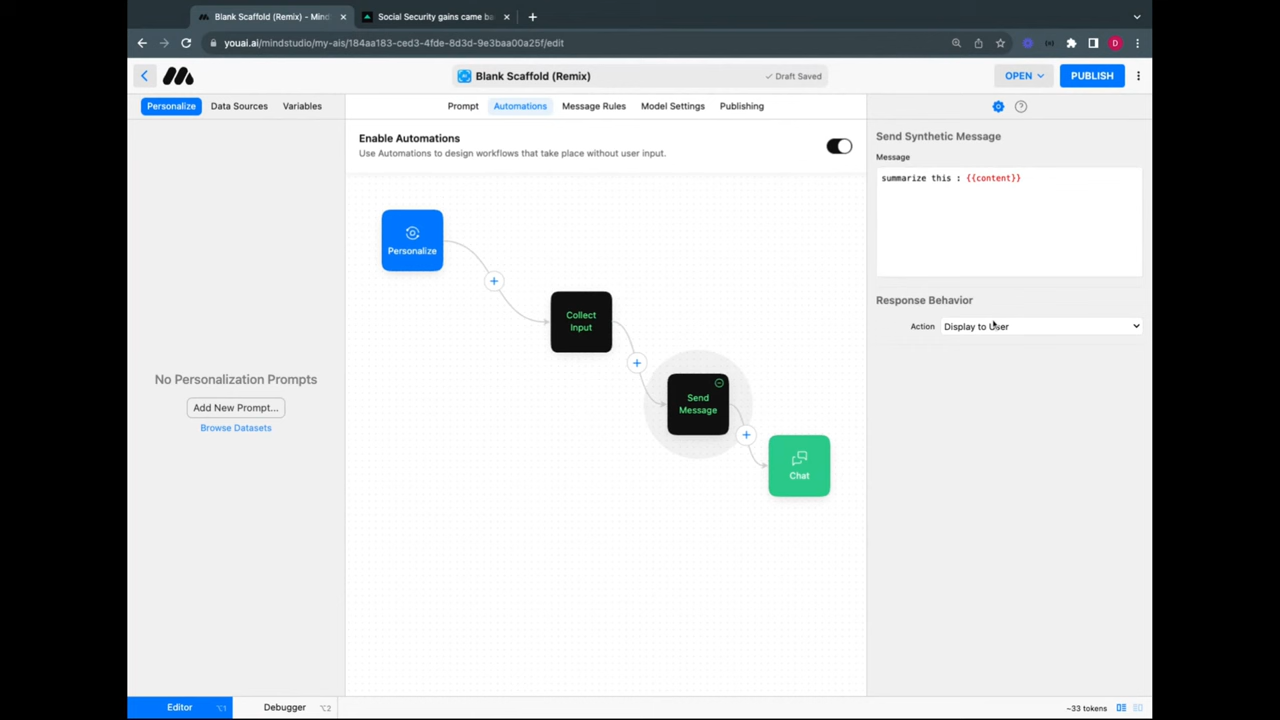 Blank Scaffold (Remix) - Mind
Social Security gains came ba
youai.ai/mindstudio/my-ais/184aa183-ced3-4fde-8d3d-9e3baa00a25f/edit
D
Blank Scaffold (Remix)
Draft Saved
OPEN
PUBLISH
Personalize
Data Sources
Variables
Prompt
Automations
Message Rules
Model Settings
Publishing
Enable Automations
Use Automations to design workflows that take place without user input.
Send Synthetic Message
Message
summarize this : {{content}}
Response Behavior
Action
Display to User
Personalize
Collect
Input
Send
Message
Chat
No Personalization Prompts
Add New Prompt...
Browse Datasets
Editor
⌥1
Debugger
⌥2
~33 tokens